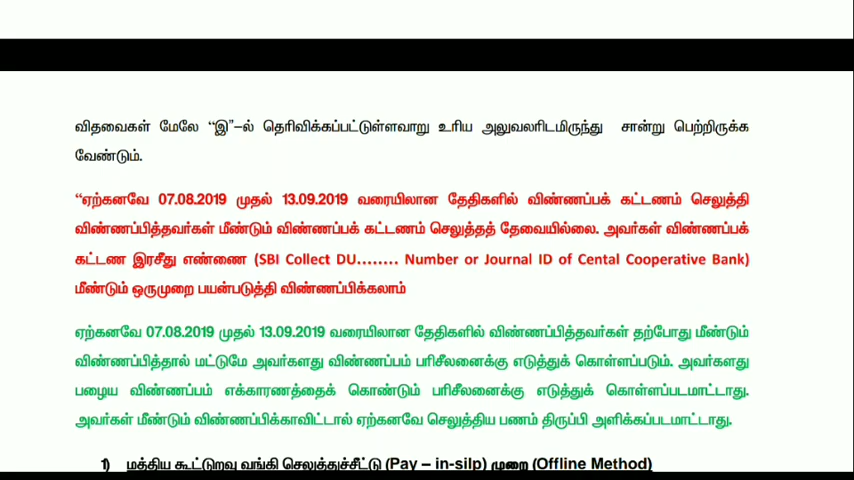 விதவைகள் மேலே “இ”–ல் தெரிவிக்கப்பட்டுள்ளவாறு உரிய அலுவலரிடமிருந்து சான்று பெற்றிருக்க
வேண்டும்.
“ஏற்கனவே 07.08.2019 முதல் 13.09.2019 வரையிலான தேதிகளில் விண்ணப்பக் கட்டணம் செலுத்தி
விண்ணப்பித்தவர்கள் மீண்டும் விண்ணப்பக் கட்டணம் செலுத்தத் தேவையில்லை. அவர்கள் விண்ணப்பக்
கட்டண இரசீது எண்ணை (SBI Collect DU........ Number or Journal ID of Cental Cooperative Bank)
மீண்டும் ஒருமுறை பயன்படுத்தி விண்ணப்பிக்கலாம்
ஏற்கனவே 07.08.2019 முதல் 13.09.2019 வரையிலான தேதிகளில் விண்ணப்பித்தவர்கள் தற்போது மீண்டும்
விண்ணப்பித்தால் மட்டுமே அவர்களது விண்ணப்பம் பரிசீலனைக்கு எடுத்துக் கொள்ளப்படும். அவர்களது
பழைய விண்ணப்பம் எக்காரணத்தைக் கொண்டும் பரிசீலனைக்கு எடுத்துக் கொள்ளப்படமாட்டாது.
அவர்கள் மீண்டும் விண்ணப்பிக்காவிட்டால் ஏற்கனவே செலுத்திய பணம் திருப்பி அளிக்கப்படமாட்டாது.
1) மத்திய கூட்டுறவு வங்கி செலுத்துச்சீட்டு (Pay – in-silp) முறை (Offline Method)